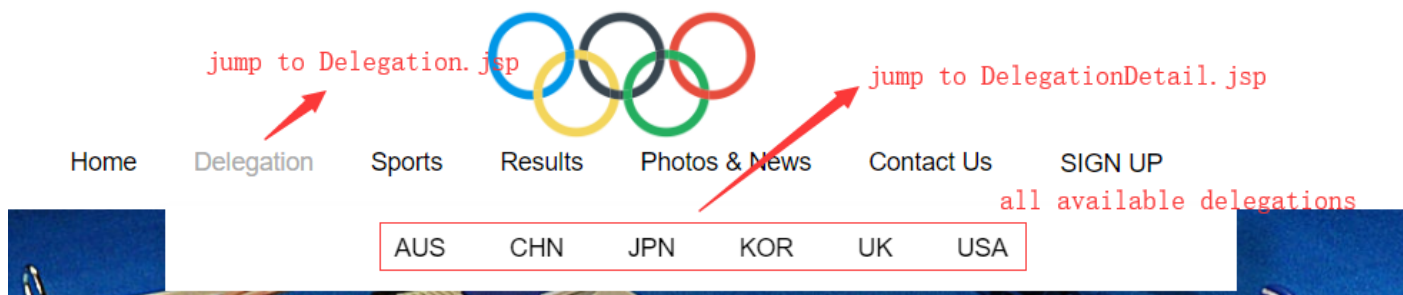 jump to Delegation.jsp
jump to DelegationDetail.jsp
Home Delegation Sports Results Photos & News Contact Us SIGN UP
all available delegations
AUS CHN JPN KOR UK USA